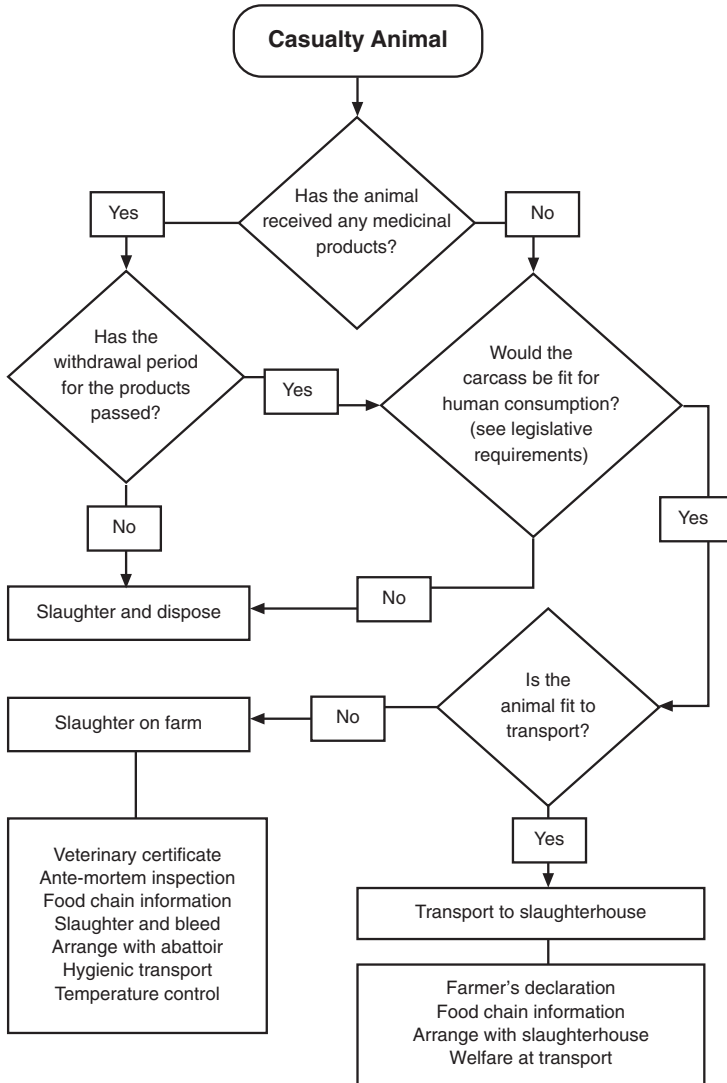 Casualty Animal
Has the animal
received any medicinal
products?
Yes
No
Has the
withdrawal period
for the products
passed?
Yes
Would the
carcass be fit for
human consumption?
(see legislative
requirements)
Yes
No
No
Slaughter and dispose
Is the
animal fit to
transport?
No
Slaughter on farm
Yes
Veterinary certificate
Ante-mortem inspection
Food chain information
Slaughter and bleed
Arrange with abattoir
Hygienic transport
Temperature control
Transport to slaughterhouse
Farmer's declaration
Food chain information
Arrange with slaughterhouse
Welfare at transport